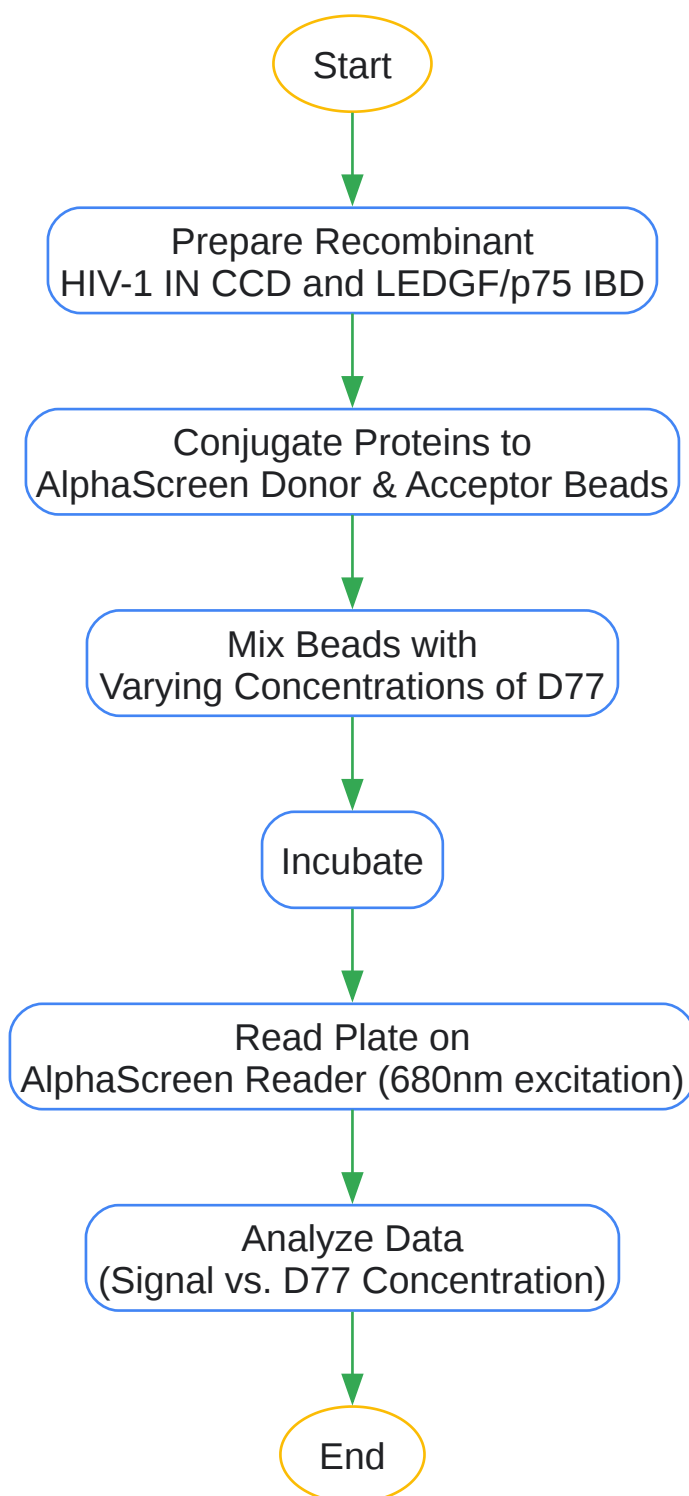 Start
Prepare Recombinant
HIV-1 IN CCD and LEDGF/p75 IBD
Conjugate Proteins to
AlphaScreen Donor & Acceptor Beads
Mix Beads with
Varying Concentrations of D77
Incubate
Read Plate on
AlphaScreen Reader (680nm excitation)
Analyze Data
(Signal vs. D77 Concentration)
End